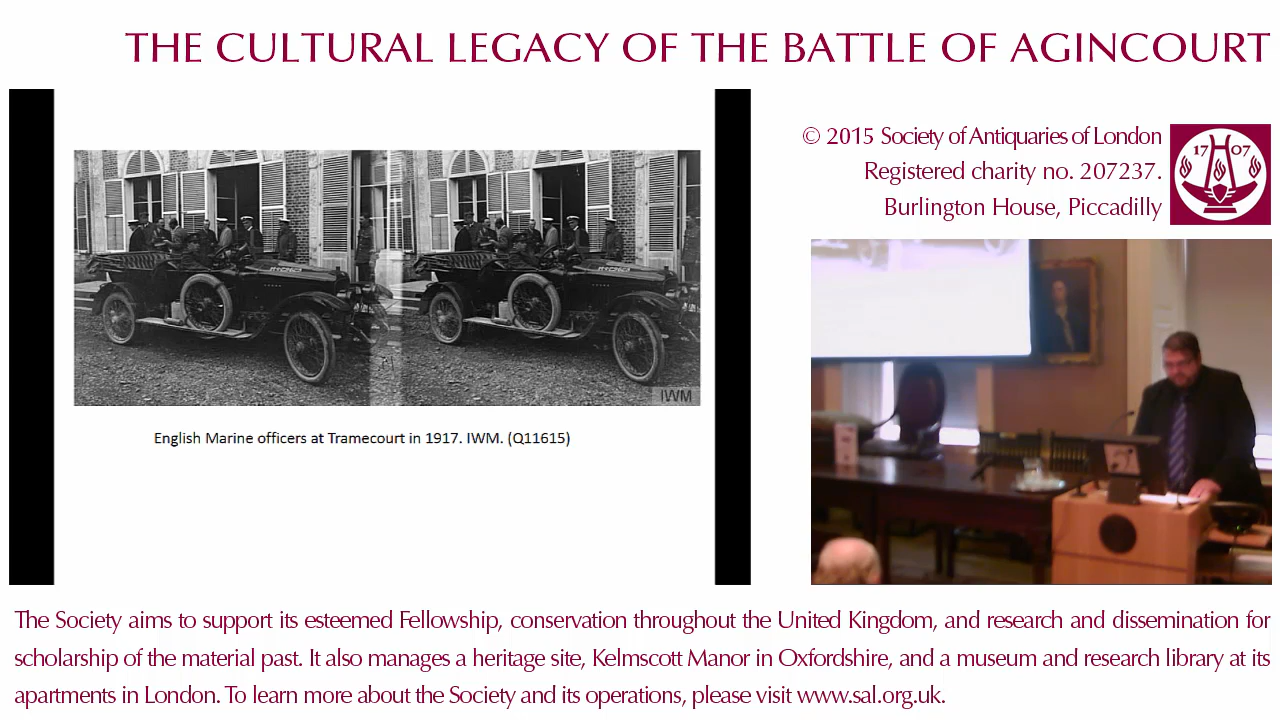 THE CULTURAL LEGACY OF THE BATTLE OF AGINCOURT
© 2015 Society of Antiquaries of London
Registered charity no. 207237.
Burlington House, Piccadilly
17 07
IWM
English Marine officers at Tramecourt in 1917. IWM. (Q11615)
The Society aims to support its esteemed Fellowship, conservation throughout the United Kingdom, and research and dissemination for
scholarship of the material past. It also manages a heritage site, Kelmscott Manor in Oxfordshire, and a museum and research library at its
apartments in London. To learn more about the Society and its operations, please visit www.sal.org.uk.